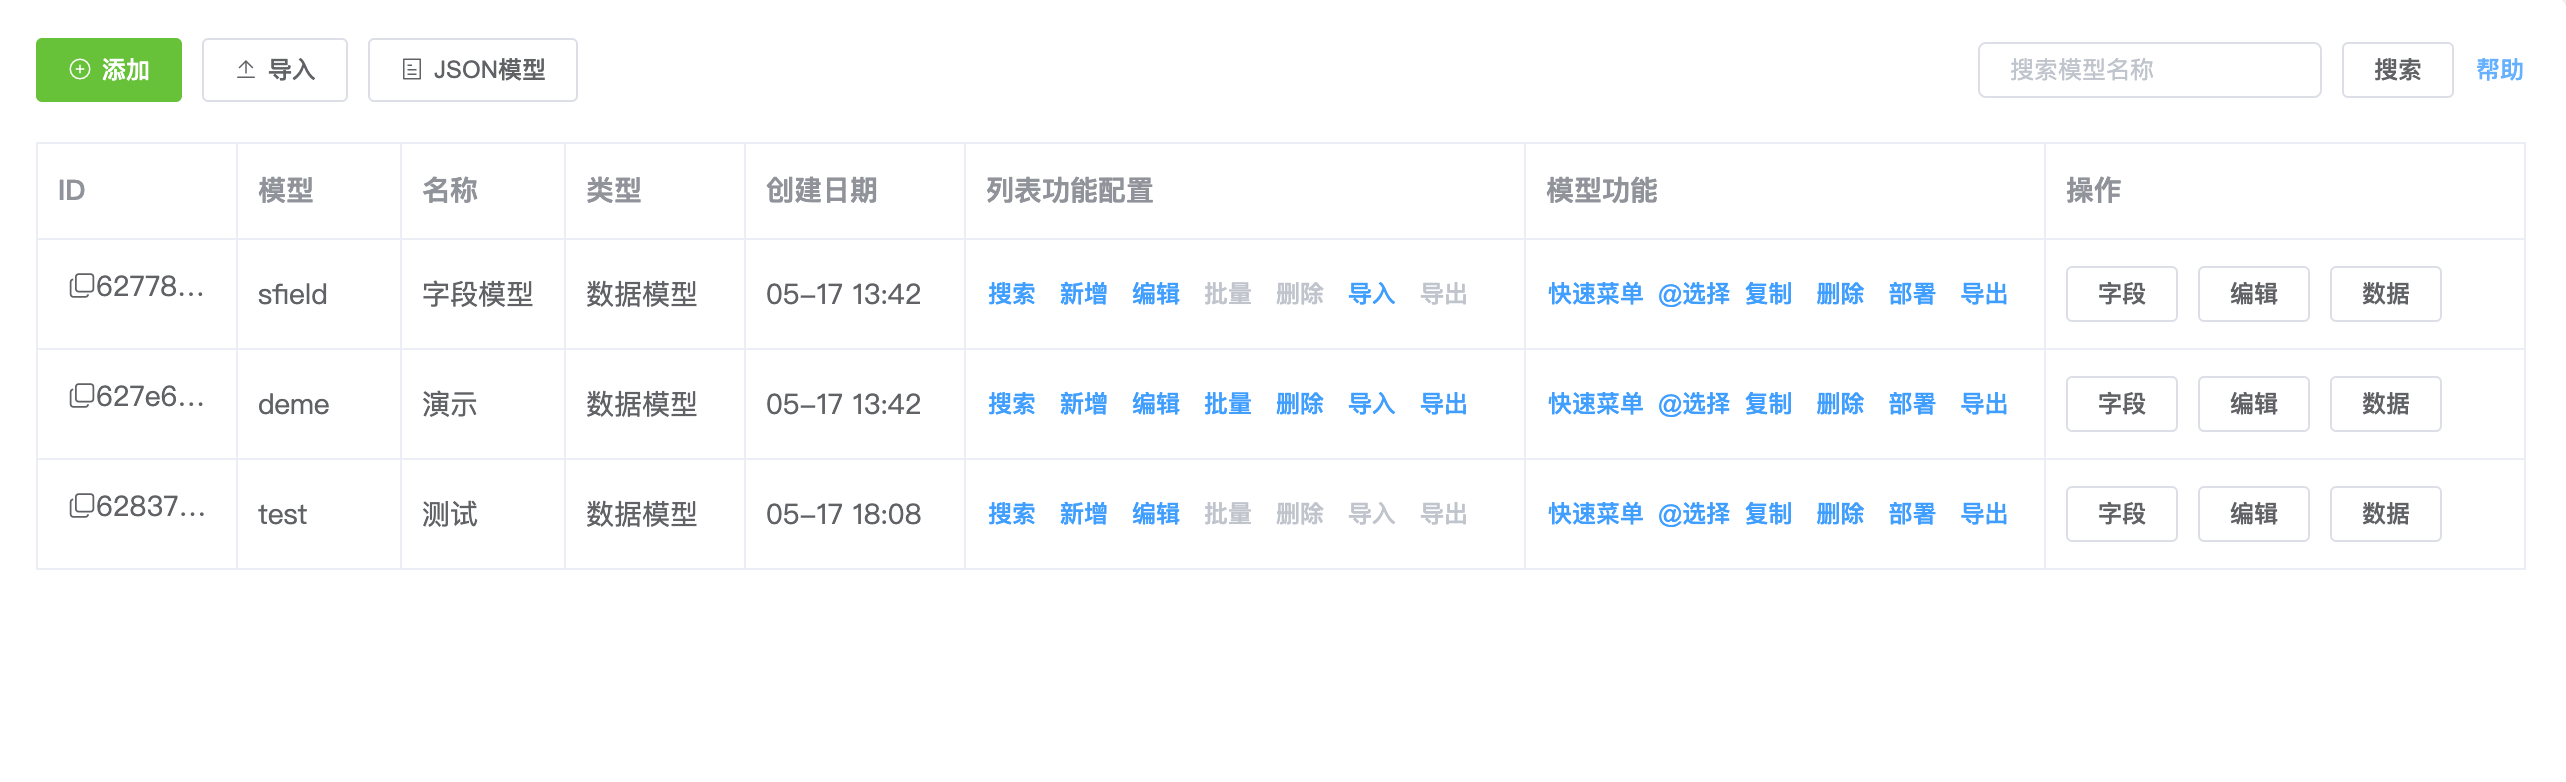 添加 导入 JSON模型 搜索模型名称 搜索 帮助
ID 模型 名称 类型 创建日期 列表功能配置 模型功能 操作
62778... sfield 字段模型 数据模型 05-17 13:42 搜索 新增 编辑 批量 删除 导入 导出 快速菜单 @选择 复制 删除 部署 导出 字段 编辑 数据
627e6... deme 演示 数据模型 05-17 13:42 搜索 新增 编辑 批量 删除 导入 导出 快速菜单 @选择 复制 删除 部署 导出 字段 编辑 数据
62837... test 测试 数据模型 05-17 18:08 搜索 新增 编辑 批量 删除 导入 导出 快速菜单 @选择 复制 删除 部署 导出 字段 编辑 数据